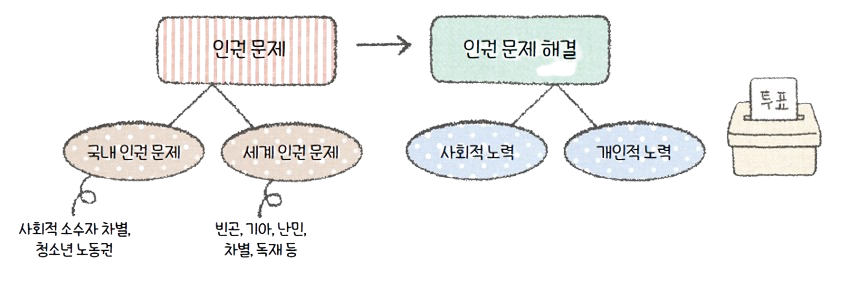 인권 문제
인권 문제 해결
투표
국내 인권 문제
세계 인권 문제
사회적 노력
개인적 노력
사회적 소수자 차별,
청소년 노동권
빈곤, 기아, 난민,
차별, 독재 등